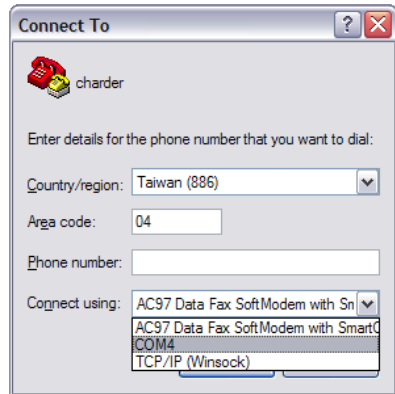 Connect To
charder
Enter details for the phone number that you want to dial:
Country/region: Taiwan (886)
Area code: 04
Phone number:
Connect using: AC97 Data Fax SoftModem with Sn
AC97 Data Fax SoftModem with SmartC
COM4
TCP/IP (Winsock)